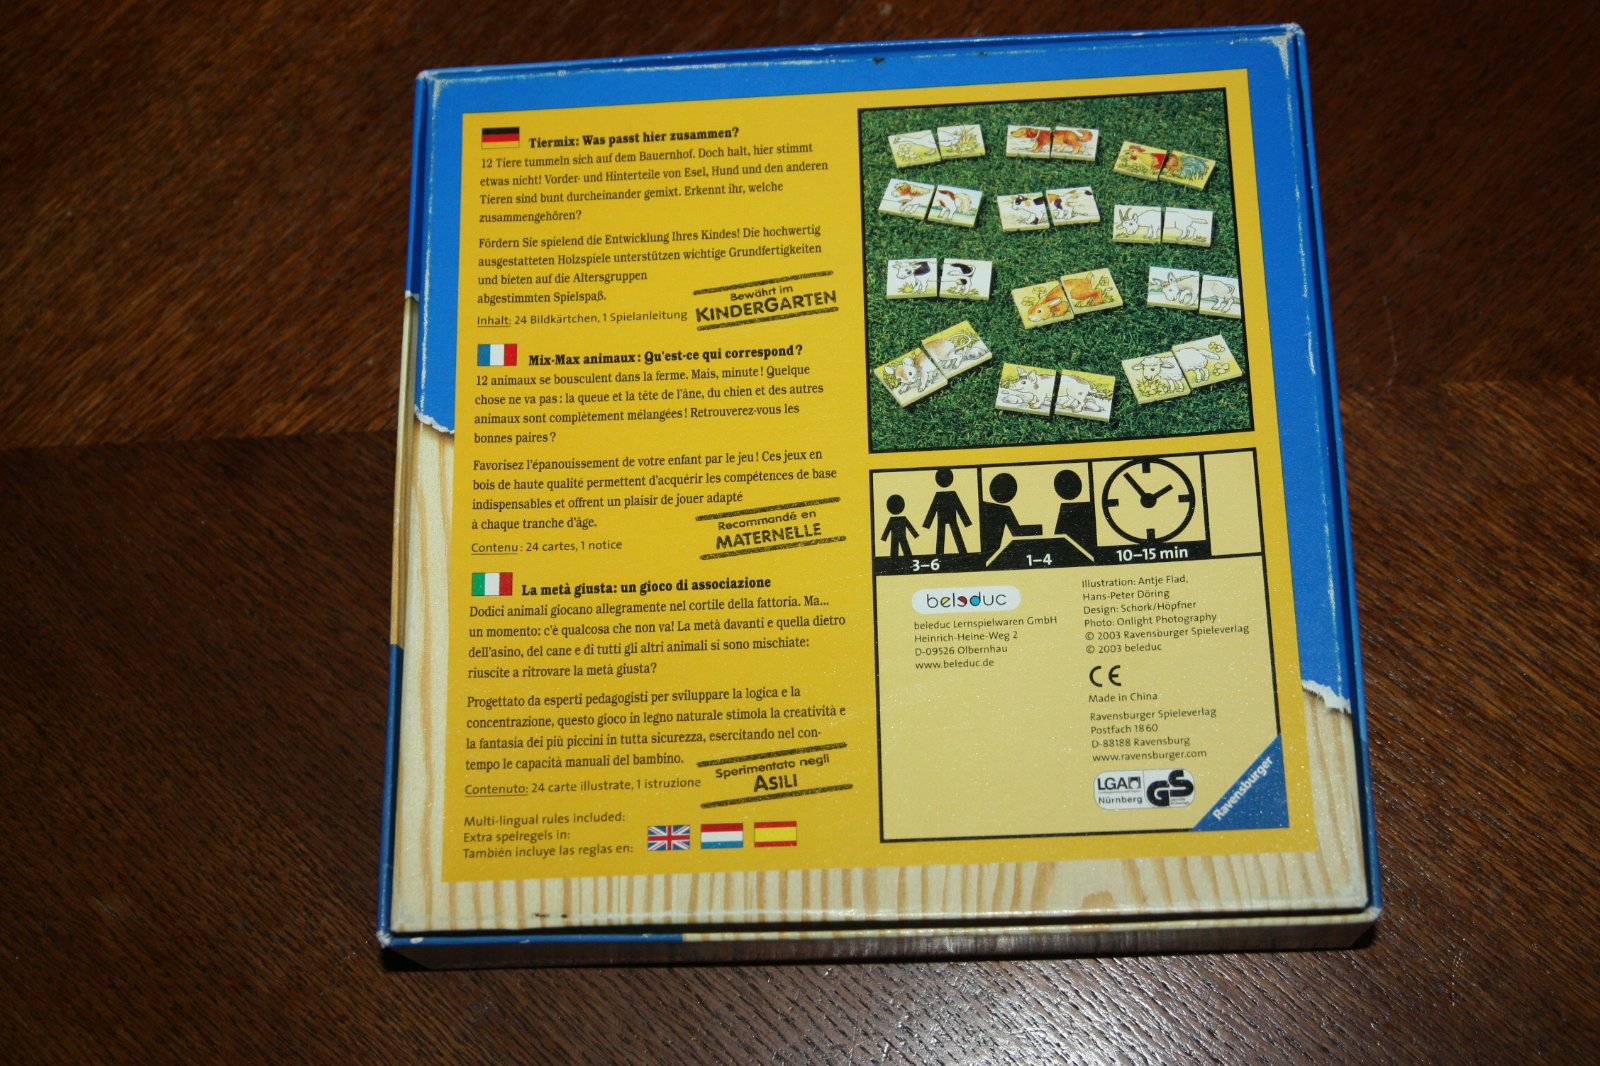 Tiermix: Was passt hier zusammen?
12 Tiere tummeln sich auf dem Bauernhof. Doch halt, hier stimmt
etwas nicht! Vorder- und Hinterteile von Esel, Hund und den anderen
Tieren sind bunt durcheinander gemixt. Erkennt ihr, welche
zusammengehören?
Fördern Sie spielend die Entwicklung Ihres Kindes! Die hochwertig
ausgestatteten Holzspiele unterstützen wichtige Grundfertigkeiten
und bieten auf die Altersgruppen
abgestimmten Spielspaß.
Inhalt: 24 Bildkärtchen, 1 Spielanleitung
Bewährt im
KINDERGARTEN
Mix-Max animaux: Qu'est-ce qui correspond?
12 animaux se bousculent dans la ferme. Mais, minute! Quelque
chose ne va pas: la queue et la tête de l'âne, du chien et des autres
animaux sont complètement mélangées! Retrouverez-vous les
bonnes paires?
Favorisez l'épanouissement de votre enfant par le jeu! Ces jeux en
bois de haute qualité permettent d'acquérir les compétences de base
indispensables et offrent un plaisir de jouer adapté
à chaque tranche d'âge.
Contenu: 24 cartes, 1 notice
Recommandé en
MATERNELLE
La metà giusta: un gioco di associazione
Dodici animali giocano allegramente nel cortile della fattoria. Ma...
un momento: c'è qualcosa che non va! La metà davanti e quella dietro
dell'asino, del cane e di tutti gli altri animali si sono mischiate:
riuscite a ritrovare la metà giusta?
Progettato da esperti pedagogisti per sviluppare la logica e la
concentrazione, questo gioco in legno naturale stimola la creatività e
la fantasia dei più piccini in tutta sicurezza, esercitando nel con-
tempo le capacità manuali del bambino.
Contenuto: 24 carte illustrate, 1 istruzione
Sperimentato negli
ASILI
Multi-lingual rules included:
Extra spelregels in:
También incluye las reglas en:
3–6
1–4
10–15 min
beleduc
beleduc Lernspielwaren GmbH
Heinrich-Heine-Weg 2
D-09526 Olbernhau
www.beleduc.de
Illustration: Antje Flad,
Hans-Peter Döring
Design: Schork/Höpfner
Photo: Onlight Photography
© 2003 Ravensburger Spieleverlag
© 2003 beleduc
CE
Made in China
Ravensburger Spieleverlag
Postfach 1860
D-88188 Ravensburg
www.ravensburger.com
LGA
Nürnberg
GS
Ravensburger